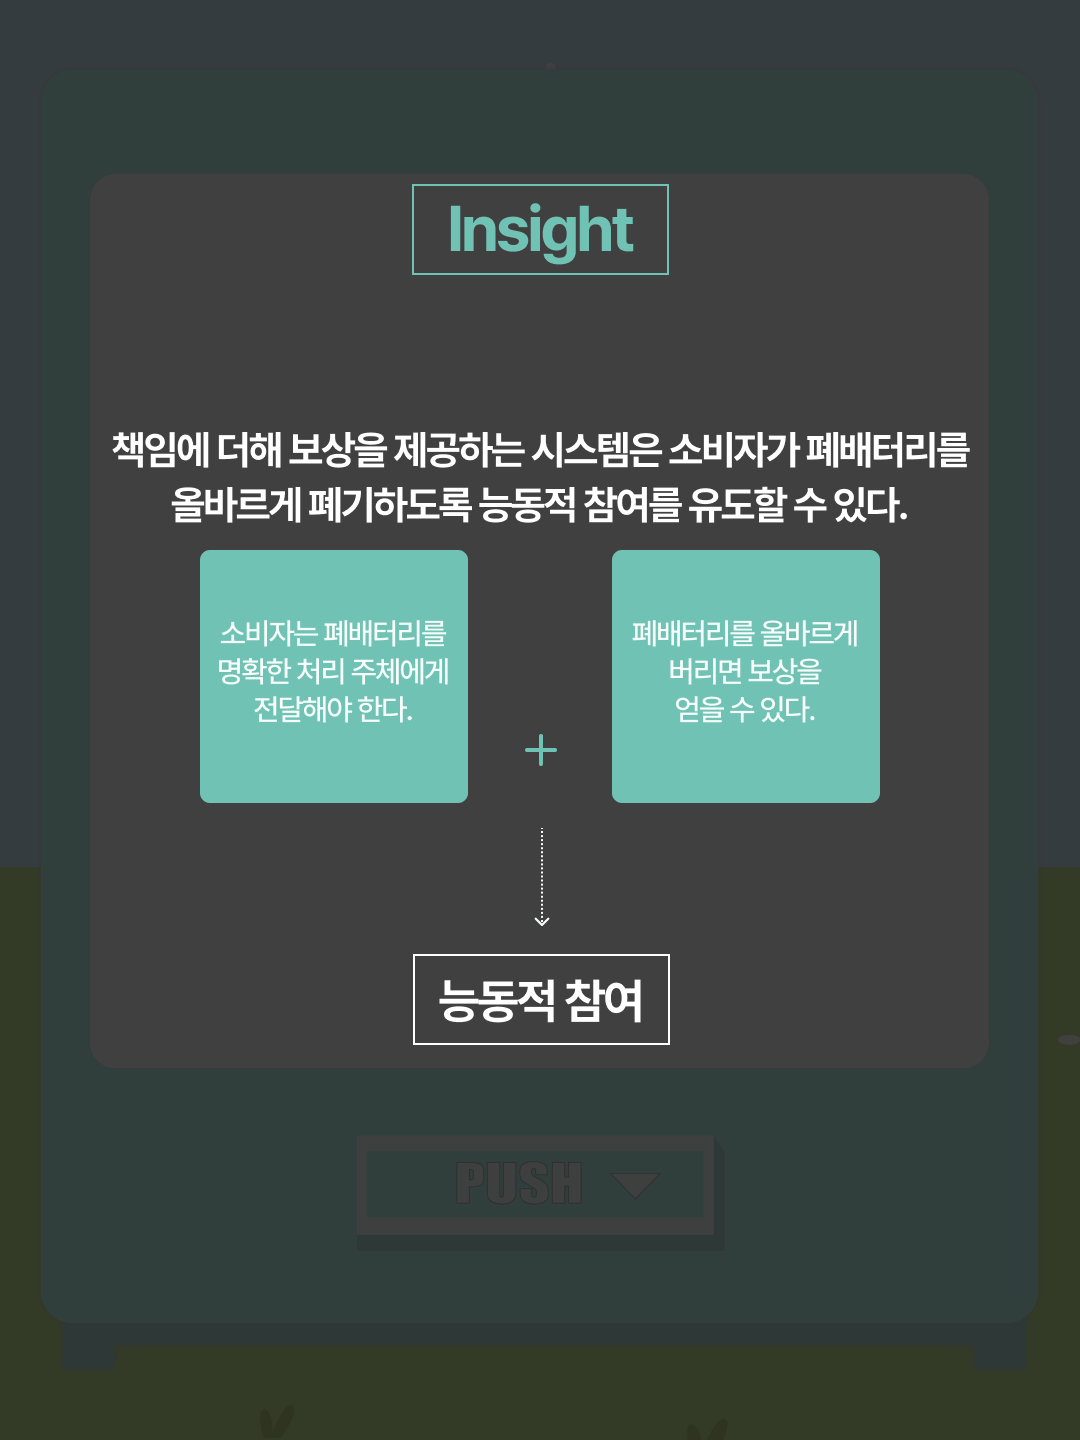 Insight
책임에 더해 보상을 제공하는 시스템은 소비자가 폐배터리를
올바르게 폐기하도록 능동적 참여를 유도할 수 있다.
소비자는 폐배터리를
명확한 처리 주체에게
전달해야 한다.
+
폐배터리를 올바르게
버리면 보상을
얻을 수 있다.
능동적 참여
PUSH